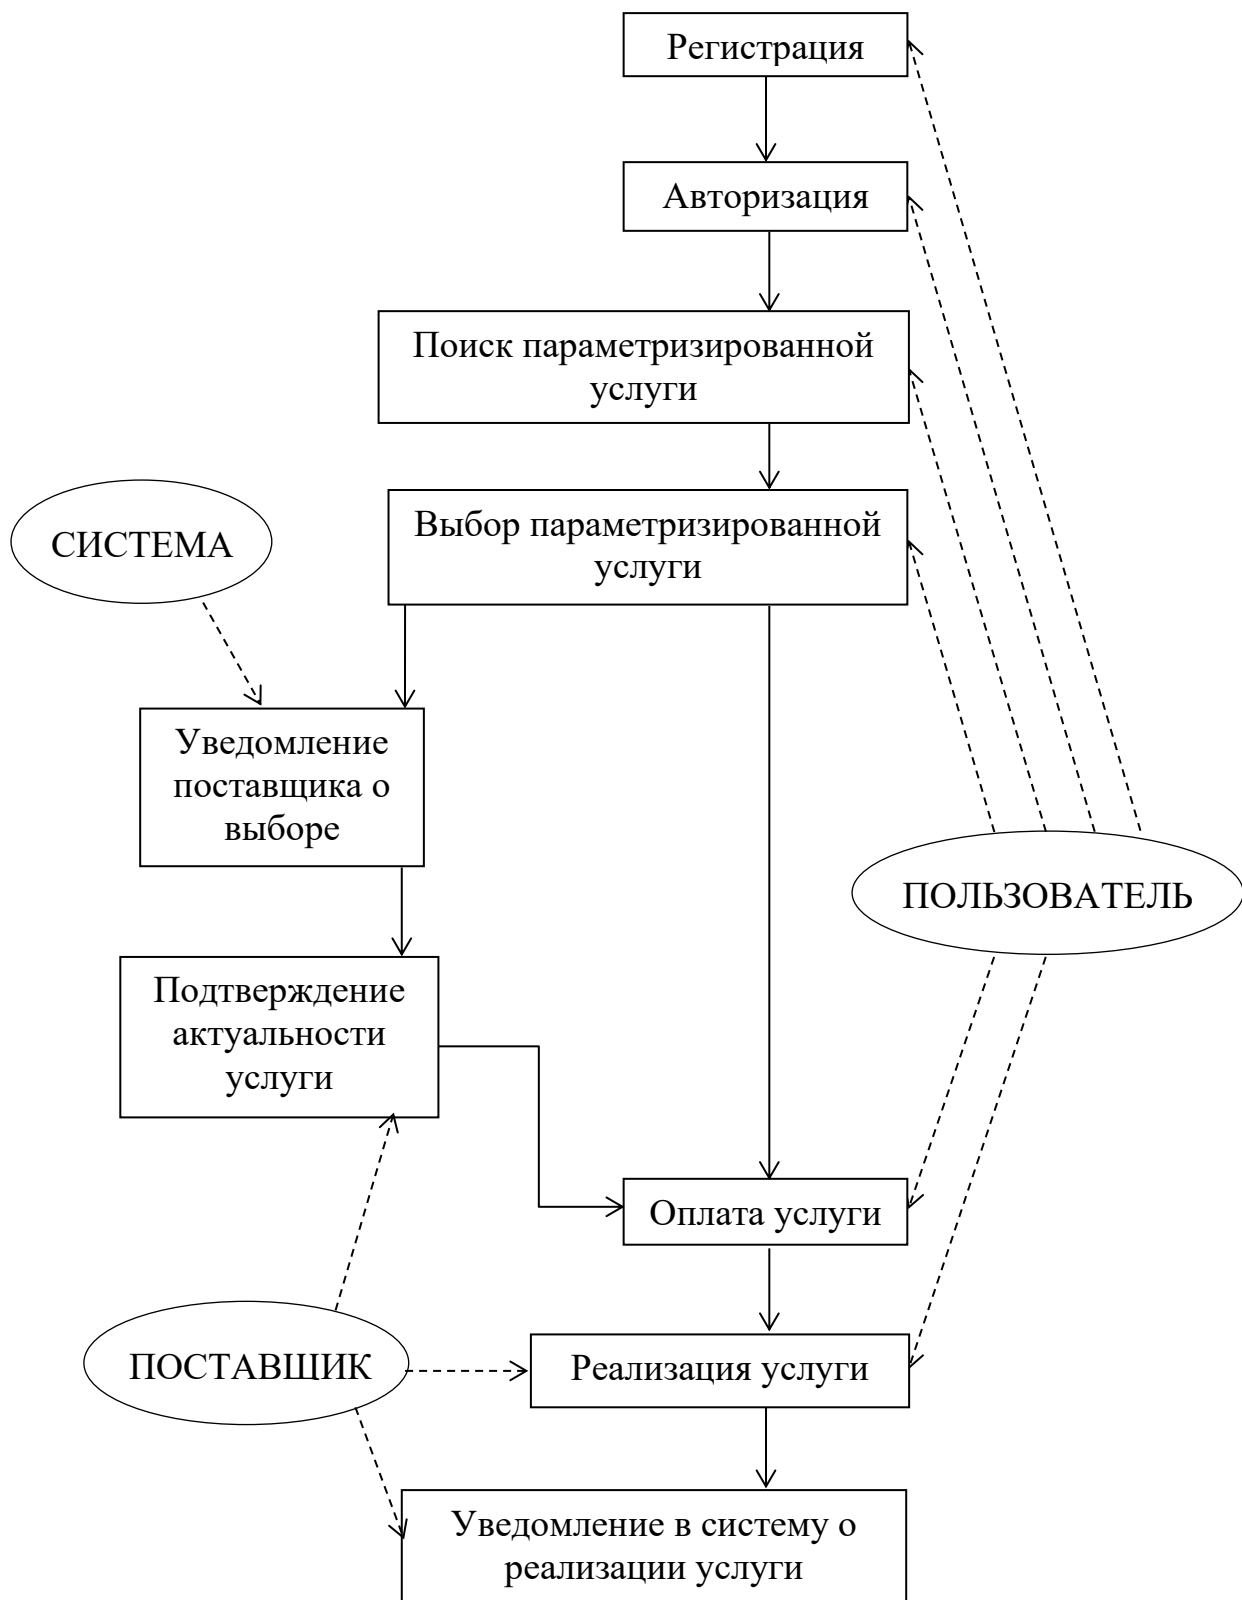 Регистрация
Авторизация
Поиск параметризированной
услуги
Выбор параметризированной
услуги
СИСТЕМА
Уведомление
поставщика о
выборе
ПОЛЬЗОВАТЕЛЬ
Подтверждение
актуальности
услуги
Оплата услуги
ПОСТАВЩИК
Реализация услуги
Уведомление в систему о
реализации услуги